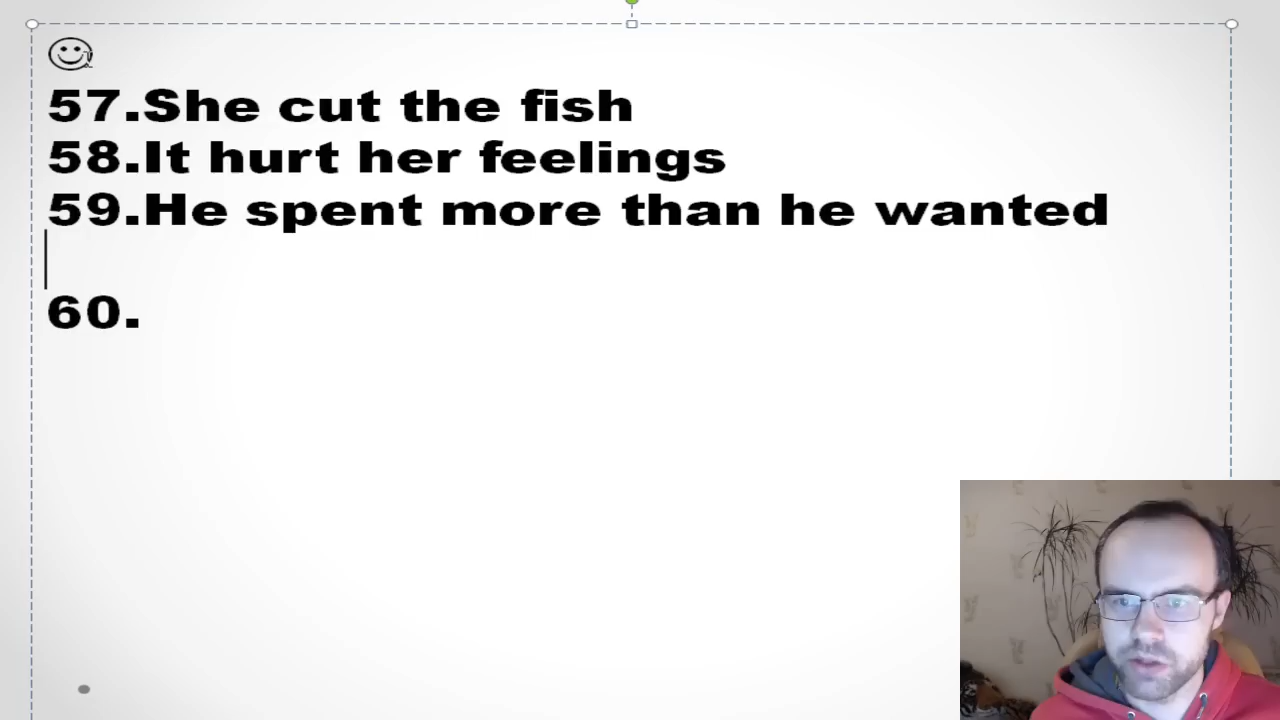 57.She cut the fish
58.It hurt her feelings
59.He spent more than he wanted
60.